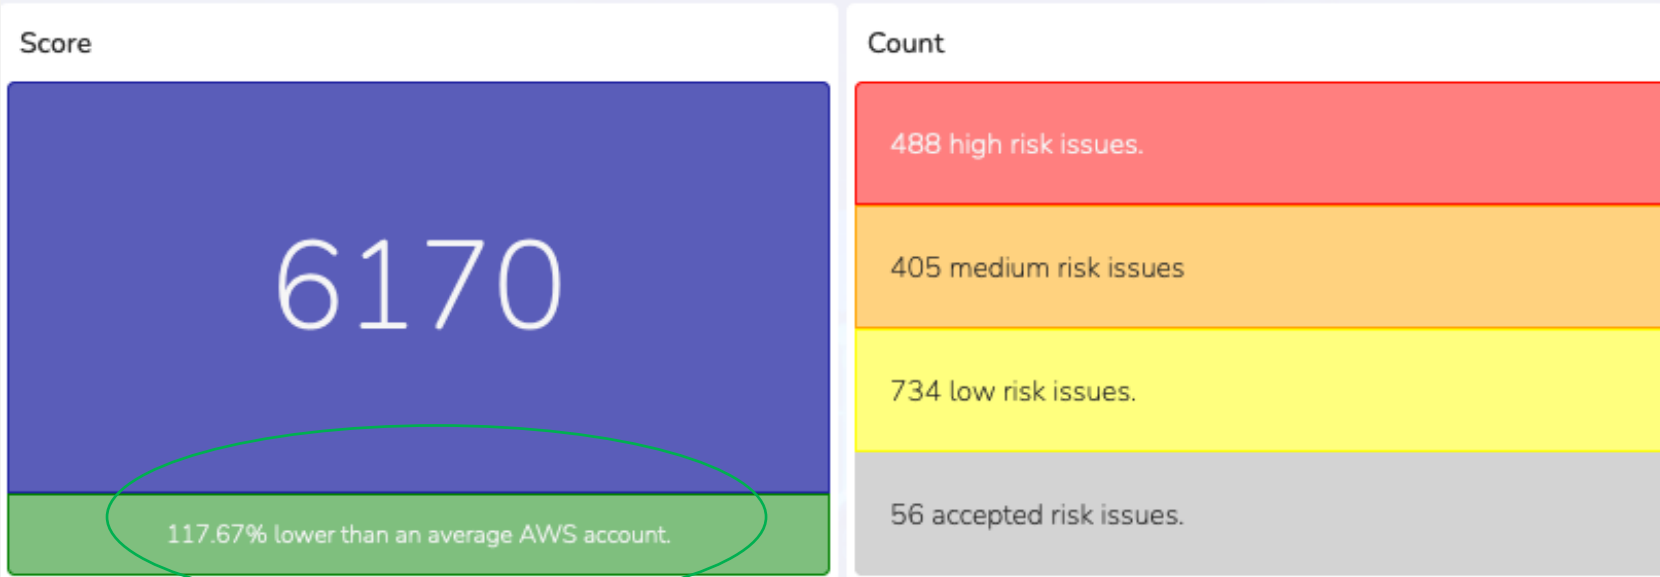 Score
6170
117.67% lower than an average AWS account.
Count
488 high risk issues.
405 medium risk issues
734 low risk issues.
56 accepted risk issues.